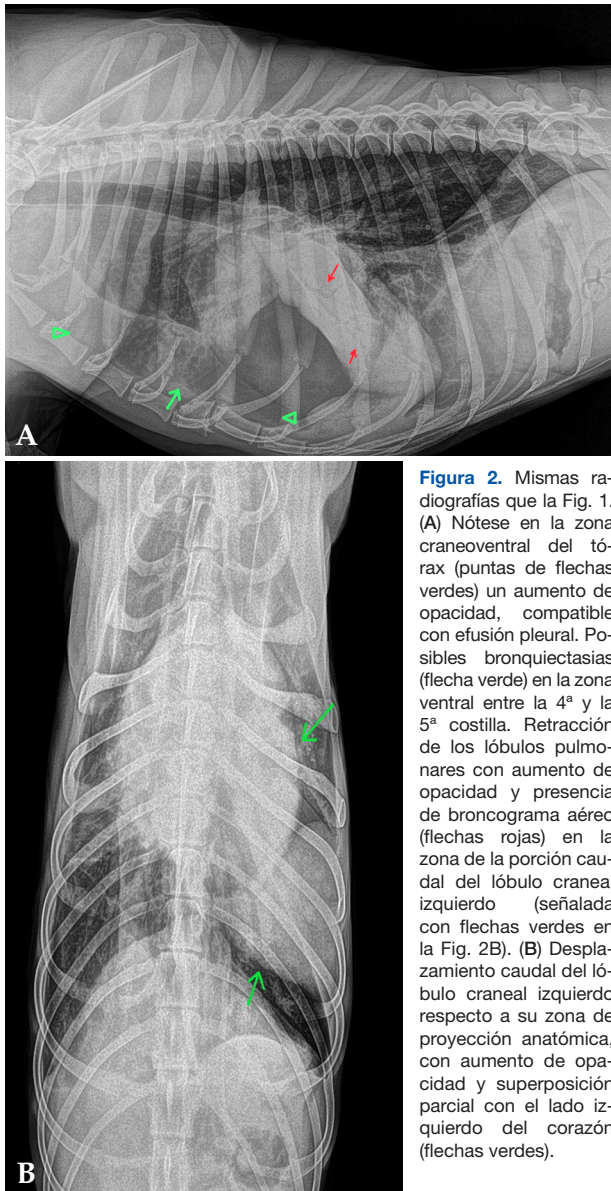 A
B
Figura 2. Mismas ra-
diografías que la Fig. 1.
(A) Nótese en la zona
craneoventral del tó-
rax (puntas de flechas
verdes) un aumento de
opacidad, compatible
con efusión pleural. Po-
sibles bronquiectasias
(flecha verde) en la zona
ventral entre la 4ª y la
5ª costilla. Retracción
de los lóbulos pulmo-
nares con aumento de
opacidad y presencia
de broncograma aéreo
(flechas rojas) en la
zona de la porción cau-
dal del lóbulo craneal
izquierdo (señalada
con flechas verdes en
la Fig. 2B). (B) Despla-
zamiento caudal del ló-
bulo craneal izquierdo
respecto a su zona de
proyección anatómica,
con aumento de opa-
cidad y superposición
parcial con el lado iz-
quierdo del corazón
(flechas verdes).